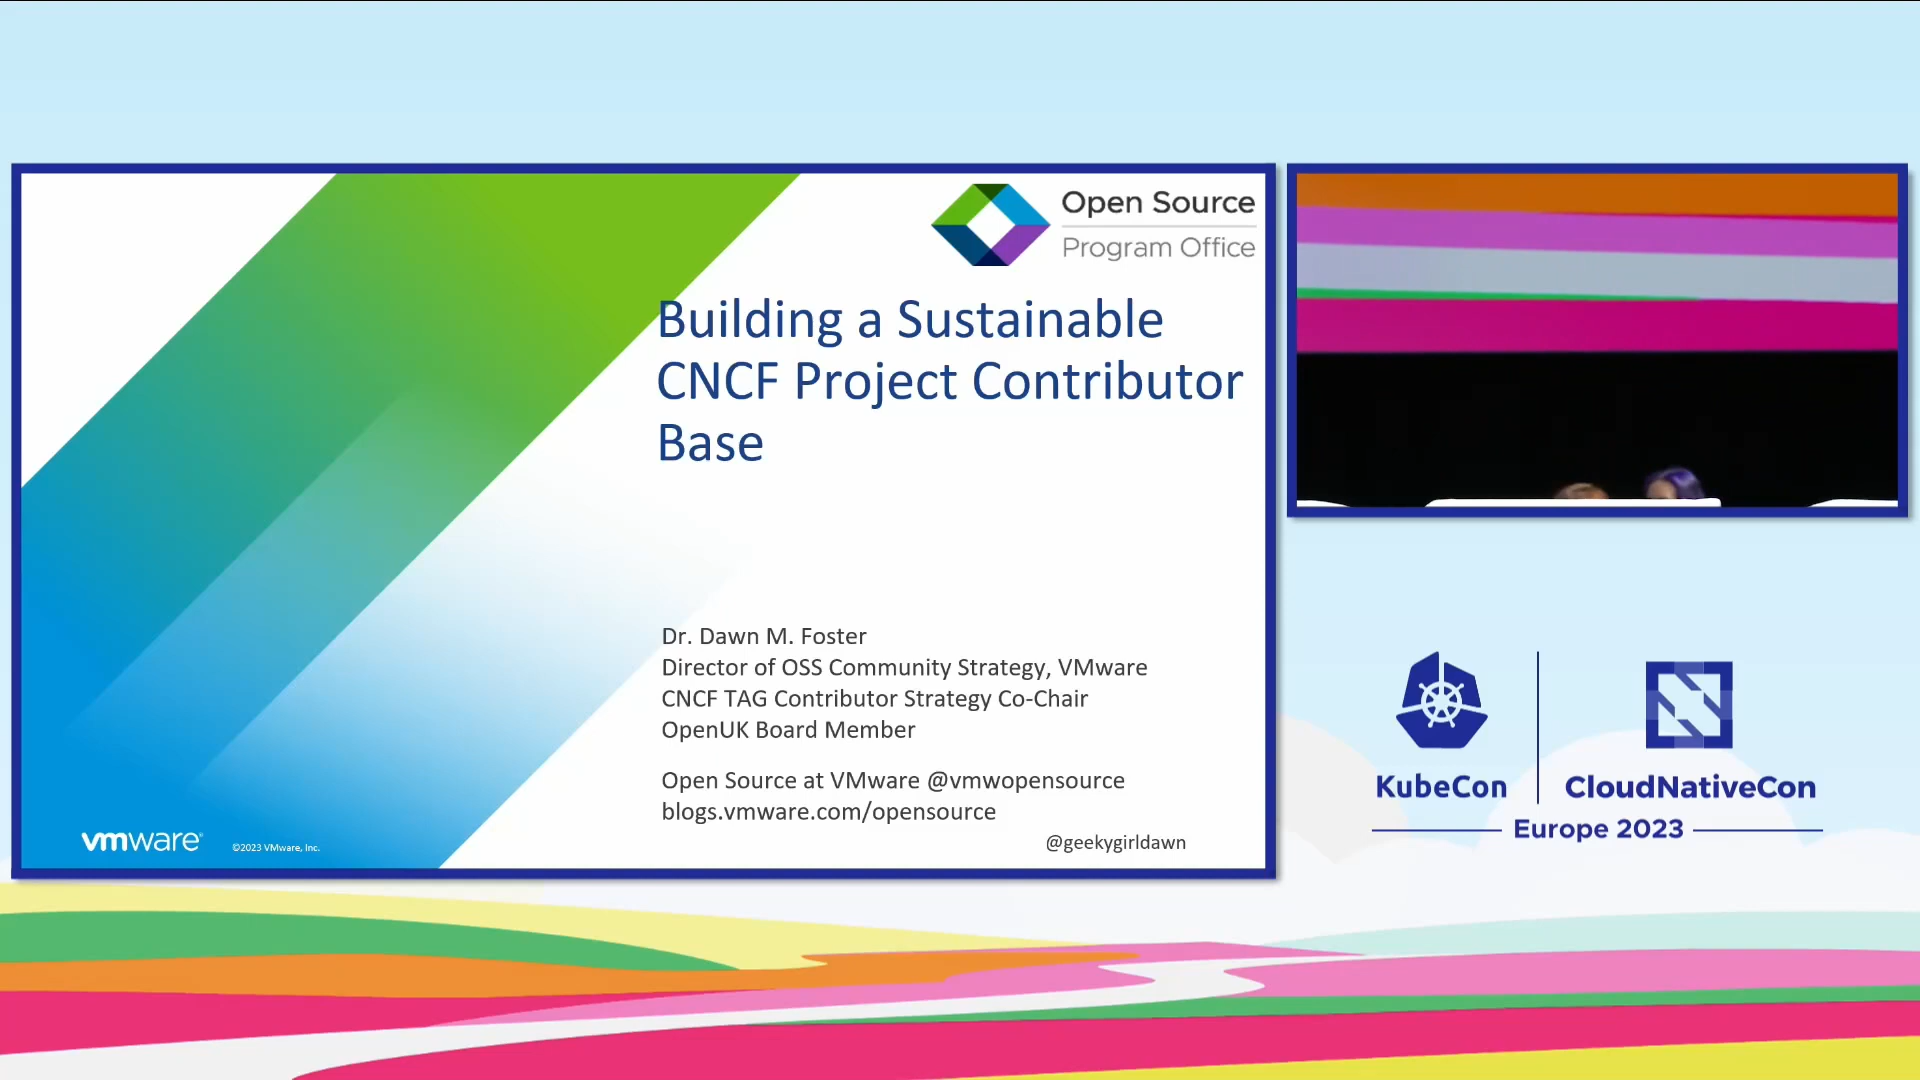 Open Source
Program Office
Building a Sustainable
CNCF Project Contributor
Base
Dr. Dawn M. Foster
Director of OSS Community Strategy, VMware
CNCF TAG Contributor Strategy Co-Chair
OpenUK Board Member
Open Source at VMware @vmwopensource
blogs.vmware.com/opensource
@geekygirldawn
vmware®
©2023 VMware, Inc.
KubeCon
CloudNativeCon
Europe 2023